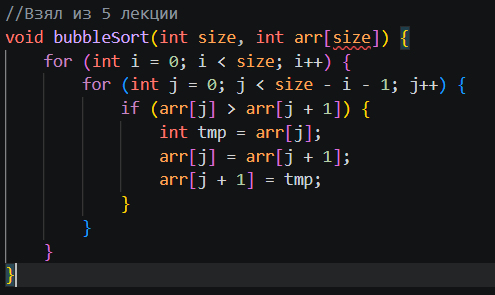 //Взял из 5 лекции
void bubbleSort(int size, int arr[size]) {
    for (int i = 0; i < size; i++) {
        for (int j = 0; j < size - i - 1; j++) {
            if (arr[j] > arr[j + 1]) {
                int tmp = arr[j];
                arr[j] = arr[j + 1];
                arr[j + 1] = tmp;
            }
        }
    }
}